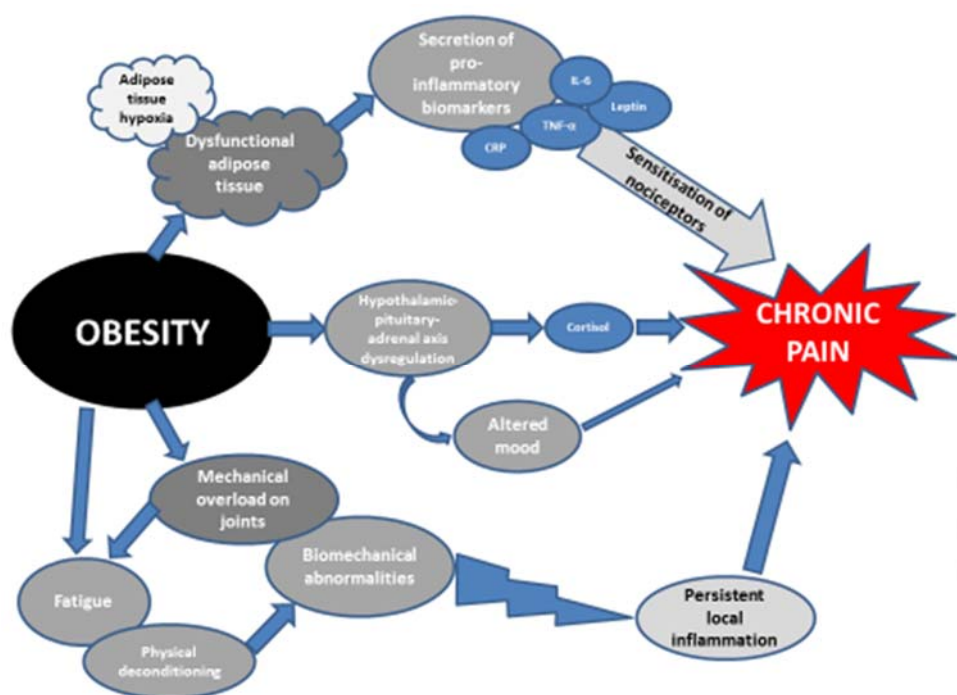 Adipose
tissue
hypoxia
Dysfunctional
adipose
tissue
Secretion of
pro-
inflammatory
biomarkers
IL-6
Leptin
TNF-α
CRP
Sensitisation of
nociceptors
OBESITY
Hypothalamic-
pituitary-
adrenal axis
dysregulation
Cortisol
CHRONIC
PAIN
Altered
mood
Mechanical
overload on
joints
Biomechanical
abnormalities
Fatigue
Physical
deconditioning
Persistent
local
inflammation